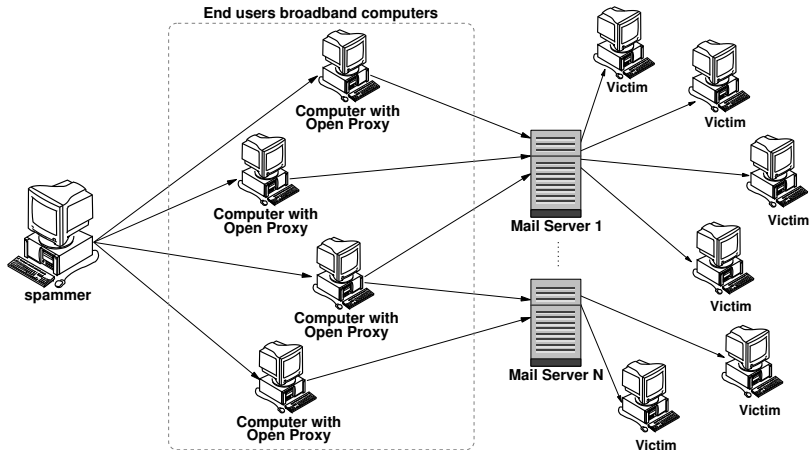 End users broadband computers
Computer with
Open Proxy
Computer with
Open Proxy
Computer with
Open Proxy
Computer with
Open Proxy
spammer
Mail Server 1
Mail Server N
Victim
Victim
Victim
Victim
Victim
Victim